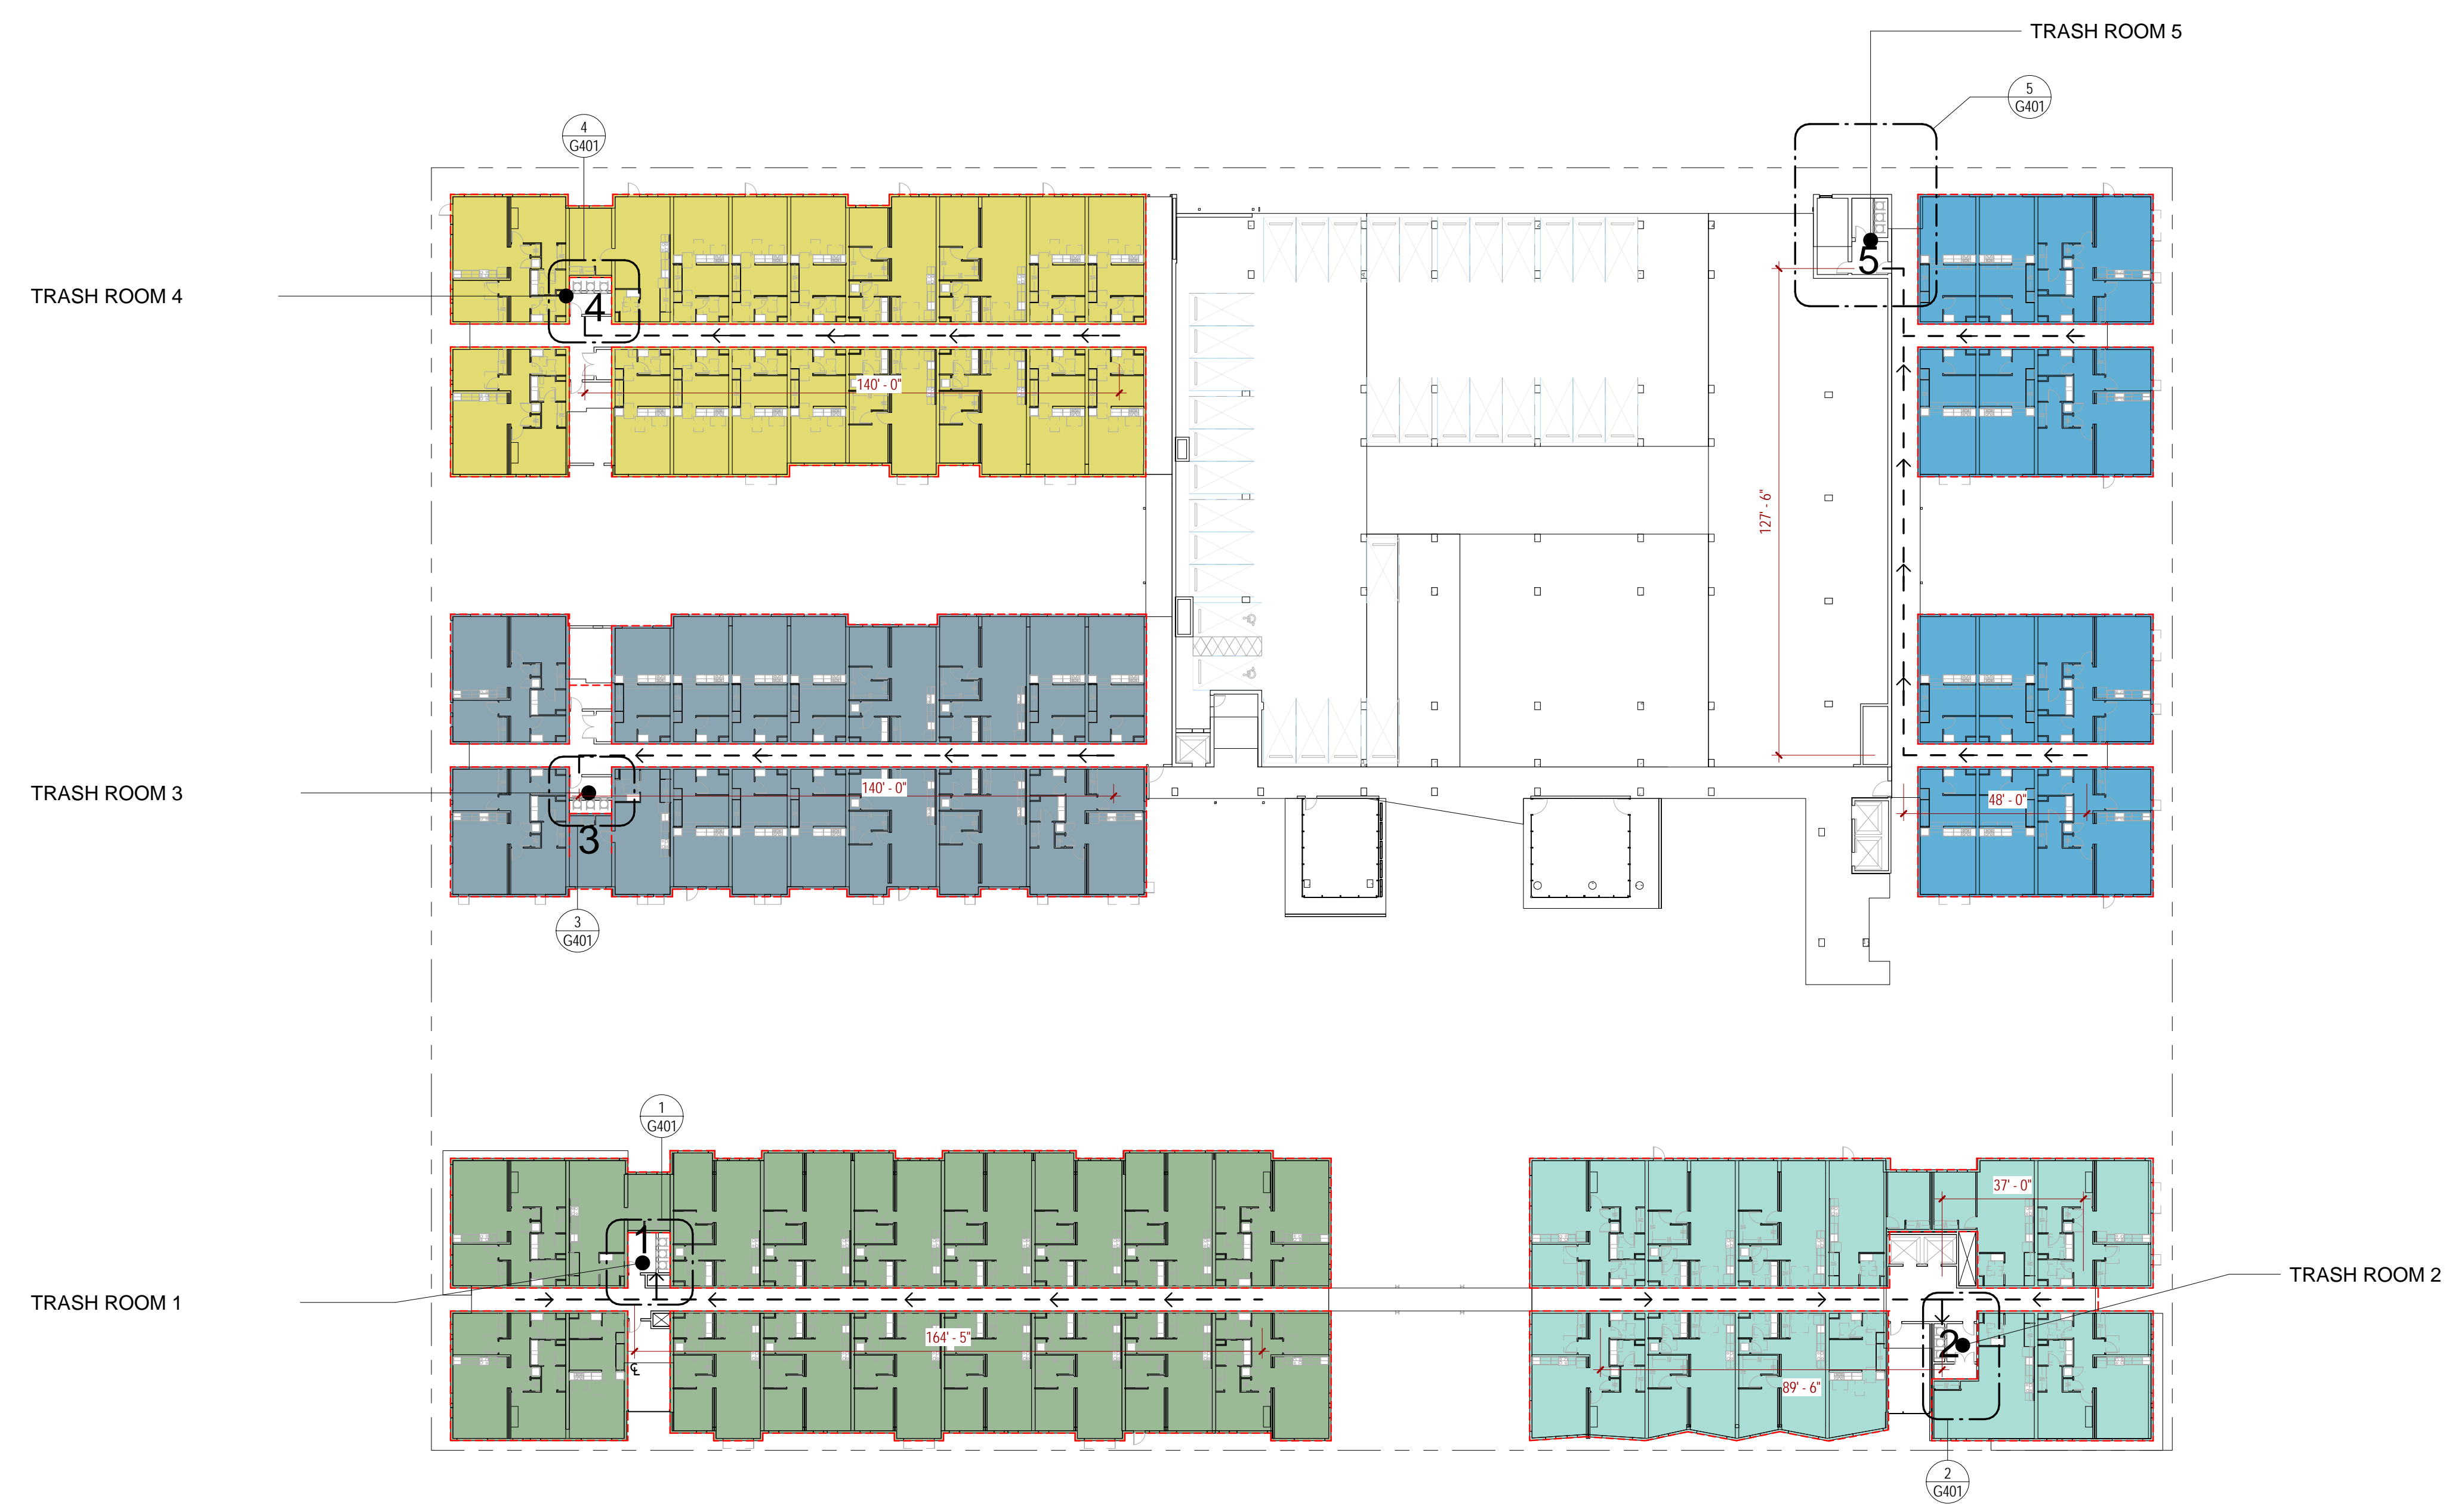 TRASH ROOM 5
5
G401
4
G401
5
TRASH ROOM 4
4
140' - 0"
127' - 6"
TRASH ROOM 3
140' - 0"
48' - 0"
3
3
G401
1
G401
37' - 0"
1
TRASH ROOM 2
TRASH ROOM 1
164' - 5"
2
℄
89' - 6"
2
G401